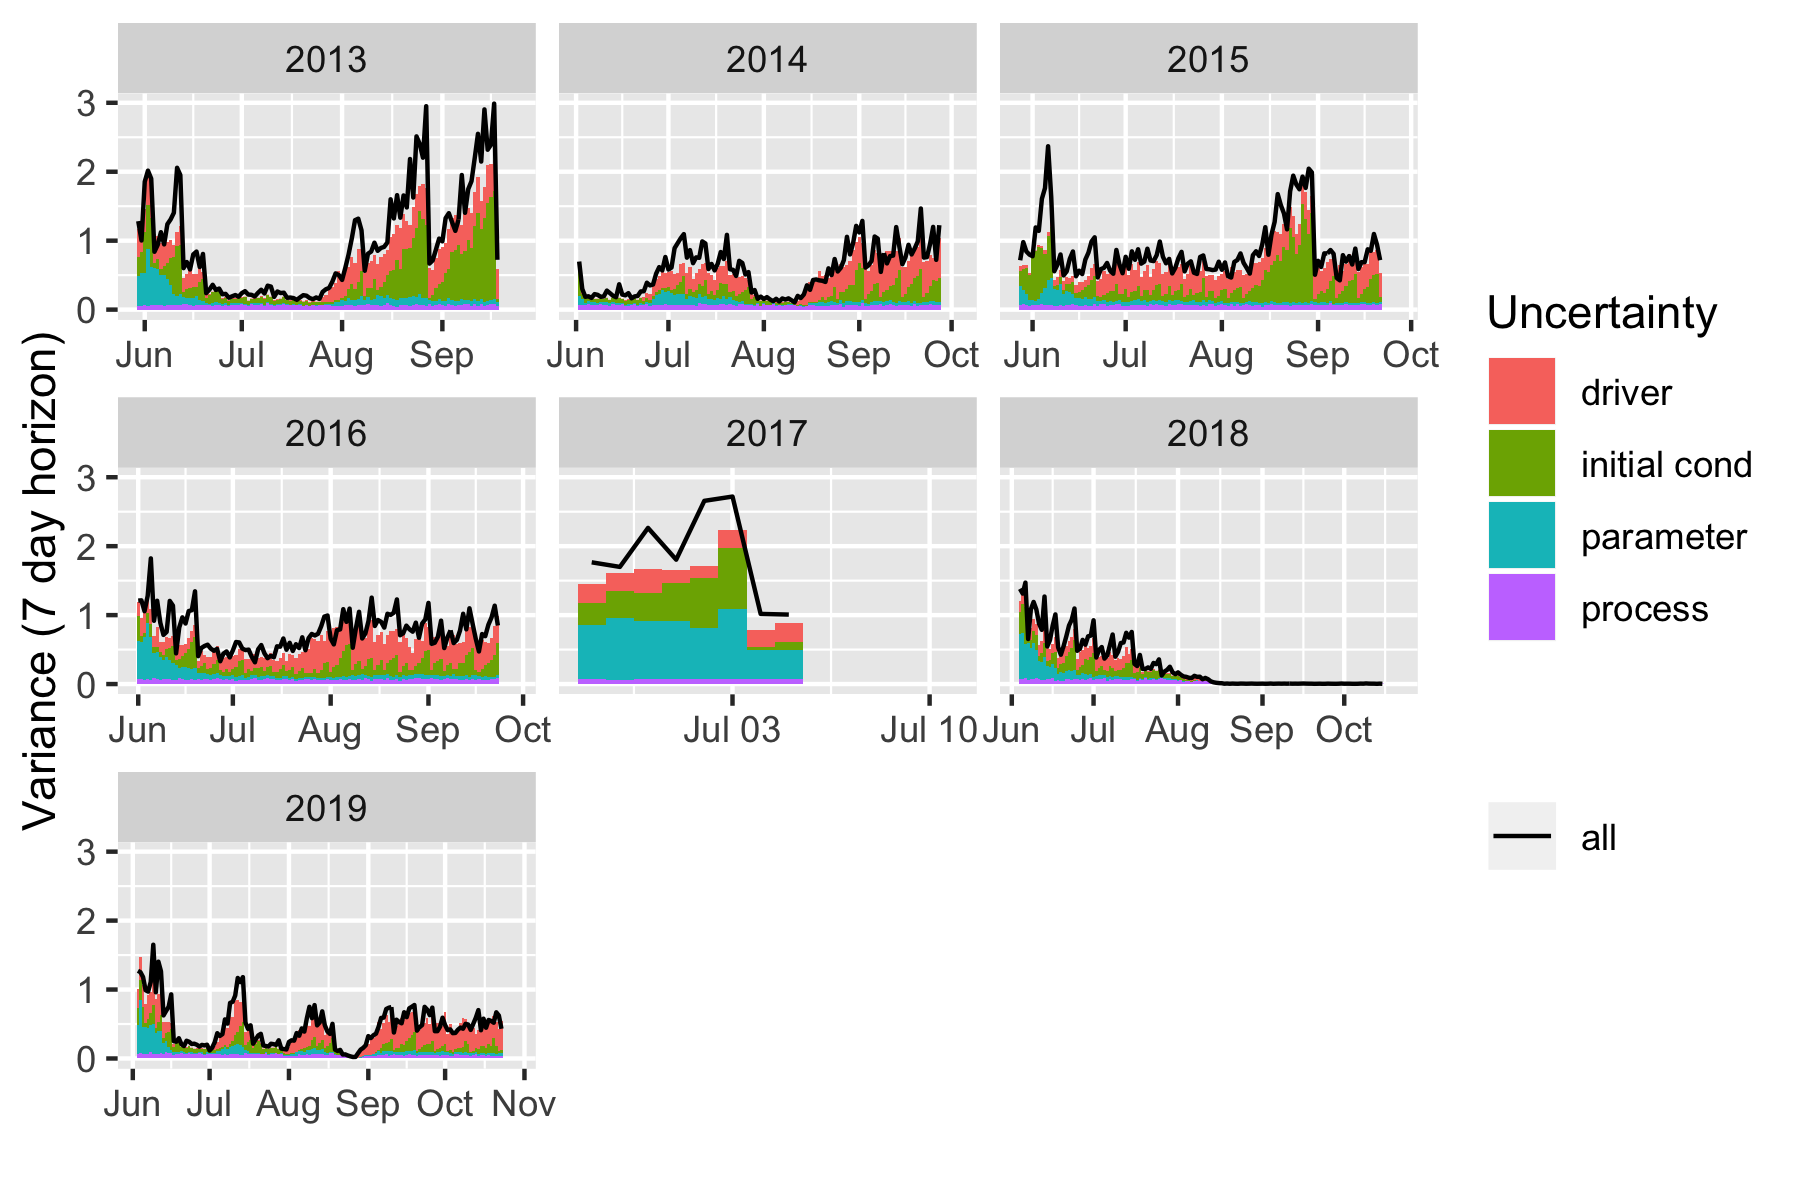 2013 2014 2015
3
2
1
0
Jun Jul Aug Sep
Jun Jul Aug Sep Oct
Jun Jul Aug Sep Oct
2016 2017 2018
3
2
1
0
Jun Jul Aug Sep Oct
Jul 03 Jul 10
Jun Jul Aug Sep Oct
2019
3
2
1
0
Jun Jul Aug Sep Oct Nov
Variance (7 day horizon)
Uncertainty
driver
initial cond
parameter
process
all